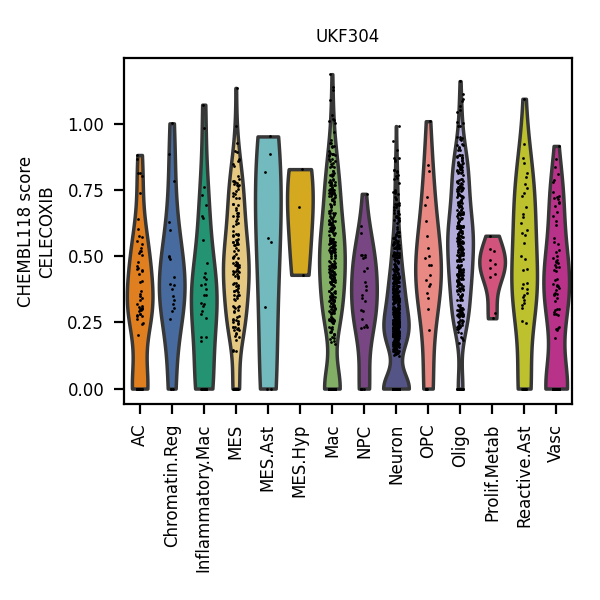 UKF304
CHEMBL118 score
CELECOXIB
1.00
0.75
0.50
0.25
0.00
AC
Chromatin.Reg
Inflammatory.Mac
MES
MES.Ast
MES.Hyp
Mac
NPC
Neuron
OPC
Oligo
Prolif.Metab
Reactive.Ast
Vasc